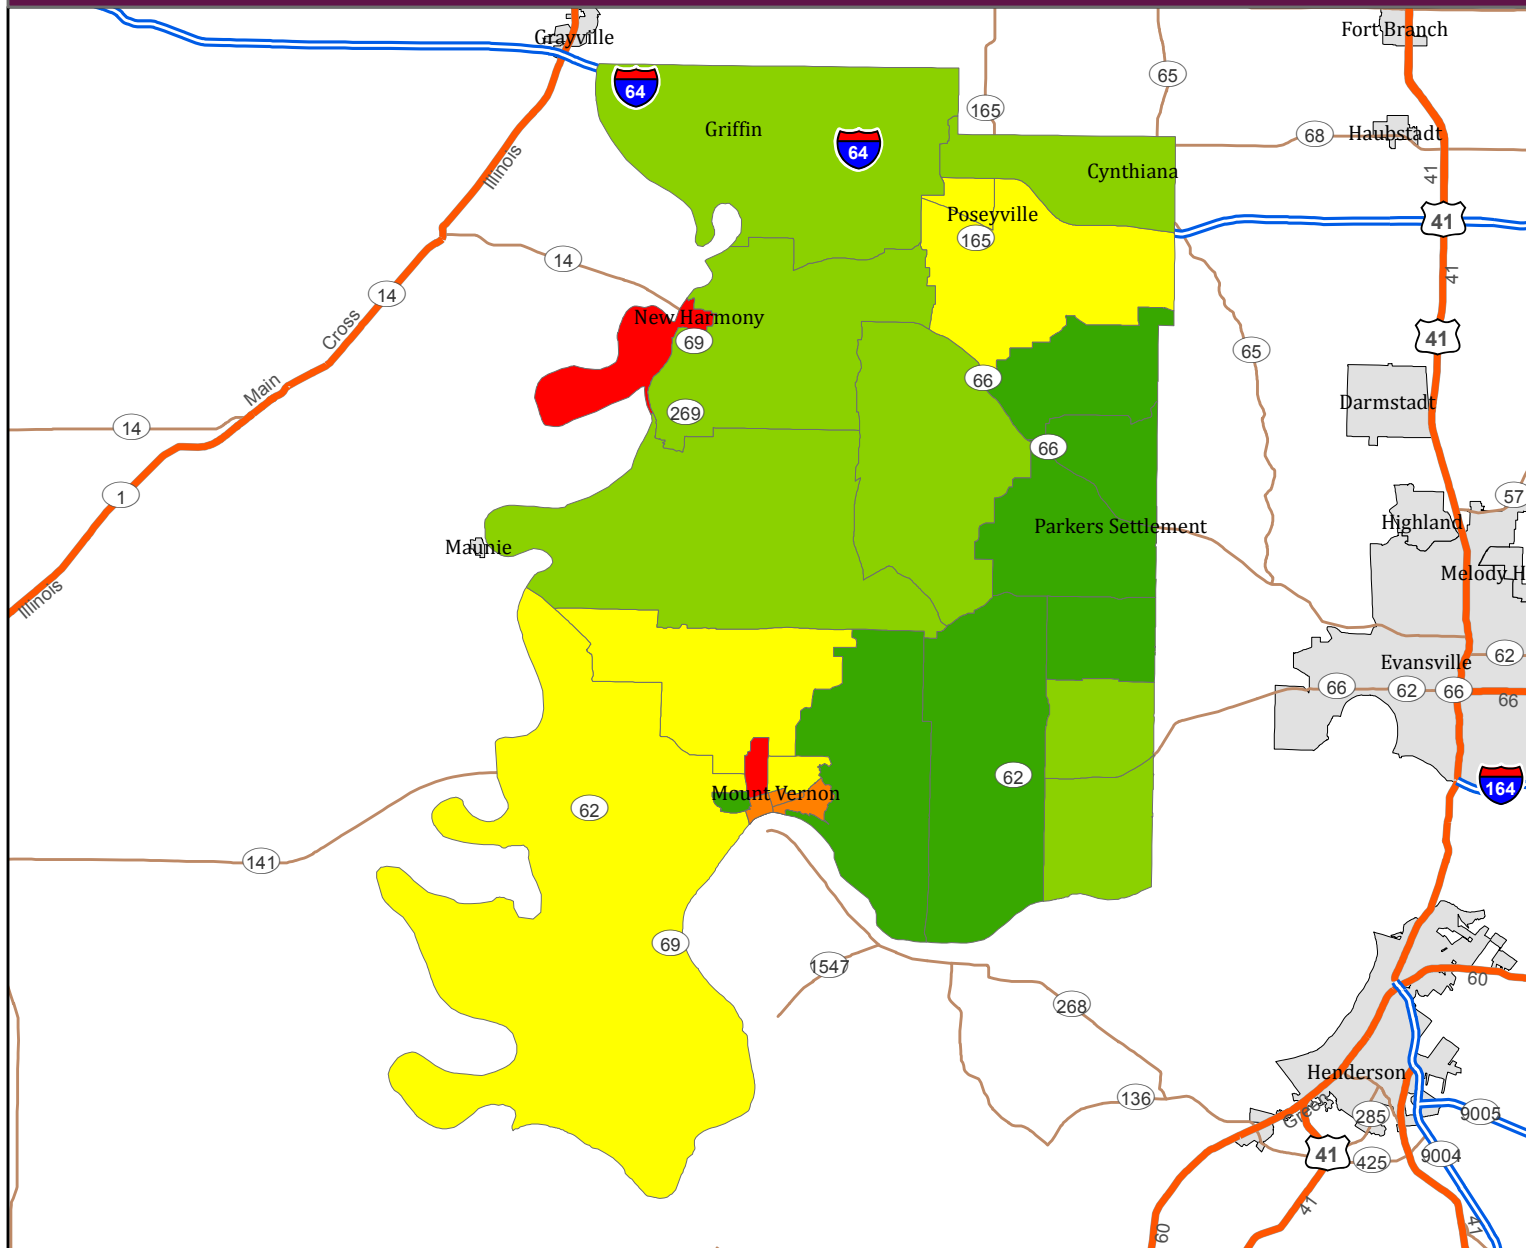 Grayville
Fort Branch
64
65
165
Griffin
68
Haubstadt
64
41
Illinois
Cynthiana
Poseyville
41
165
14
41
14
New Harmony
Cross
69
41
65
66
Main
269
Darmstadt
14
66
1
57
Highland
Parkers Settlement
Maunie
Melody H
Illinois
62
Evansville
66
62
66
66
62
164
Mount Vernon
62
141
69
1547
60
268
Henderson
136
Green
285
9005
41
425
9004
41
60
41